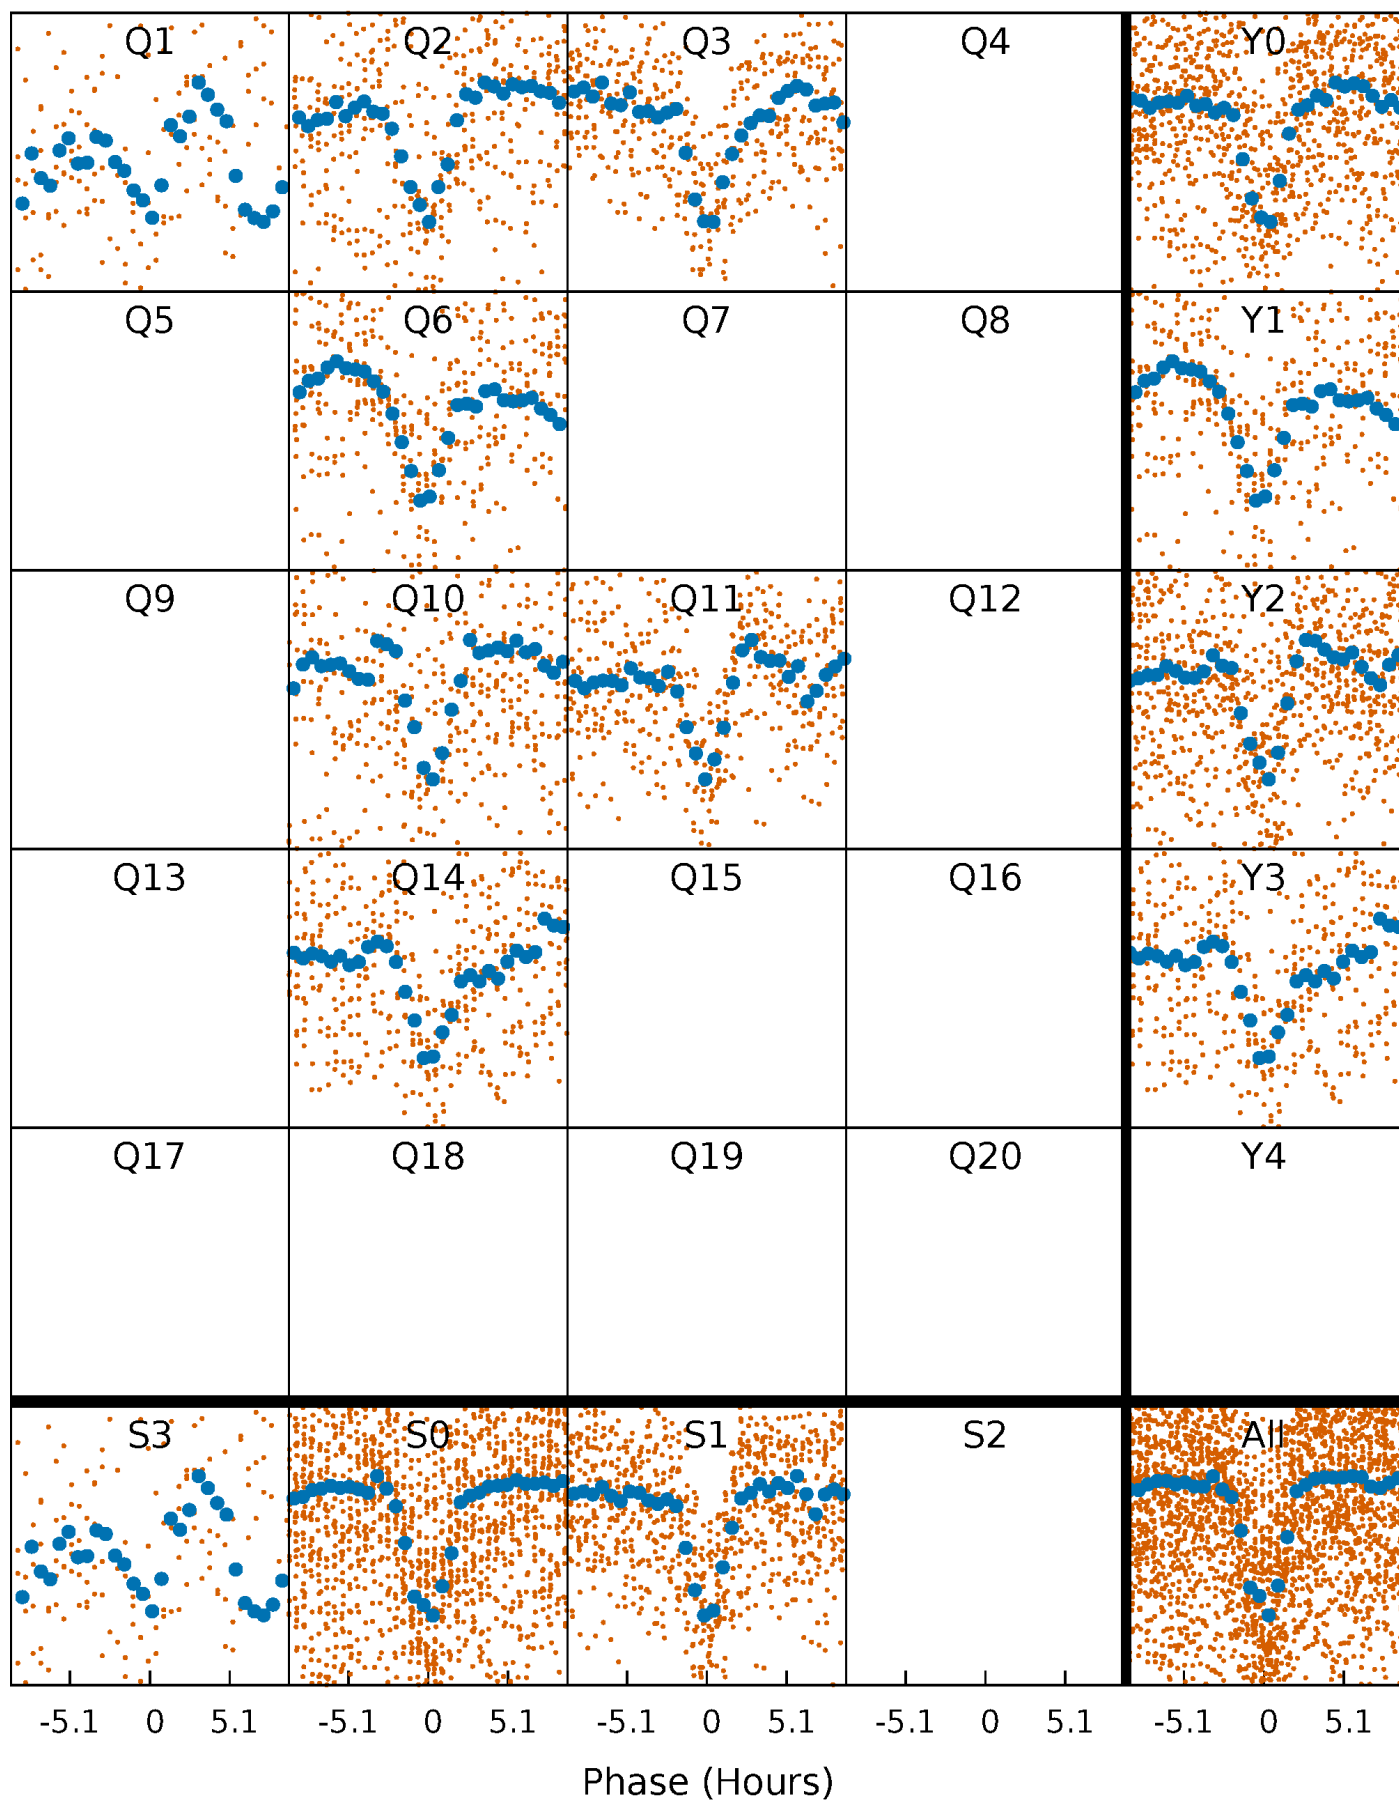 Q1 Q2 Q3 Q4 Y0
Q5 Q6 Q7 Q8 Y1
Q9 Q10 Q11 Q12 Y2
Q13 Q14 Q15 Q16 Y3
Q17 Q18 Q19 Q20 Y4
S3 S0 S1 S2 All
-5.1 0 5.1 -5.1 0 5.1 -5.1 0 5.1 -5.1 0 5.1 -5.1 0 5.1
Phase (Hours)